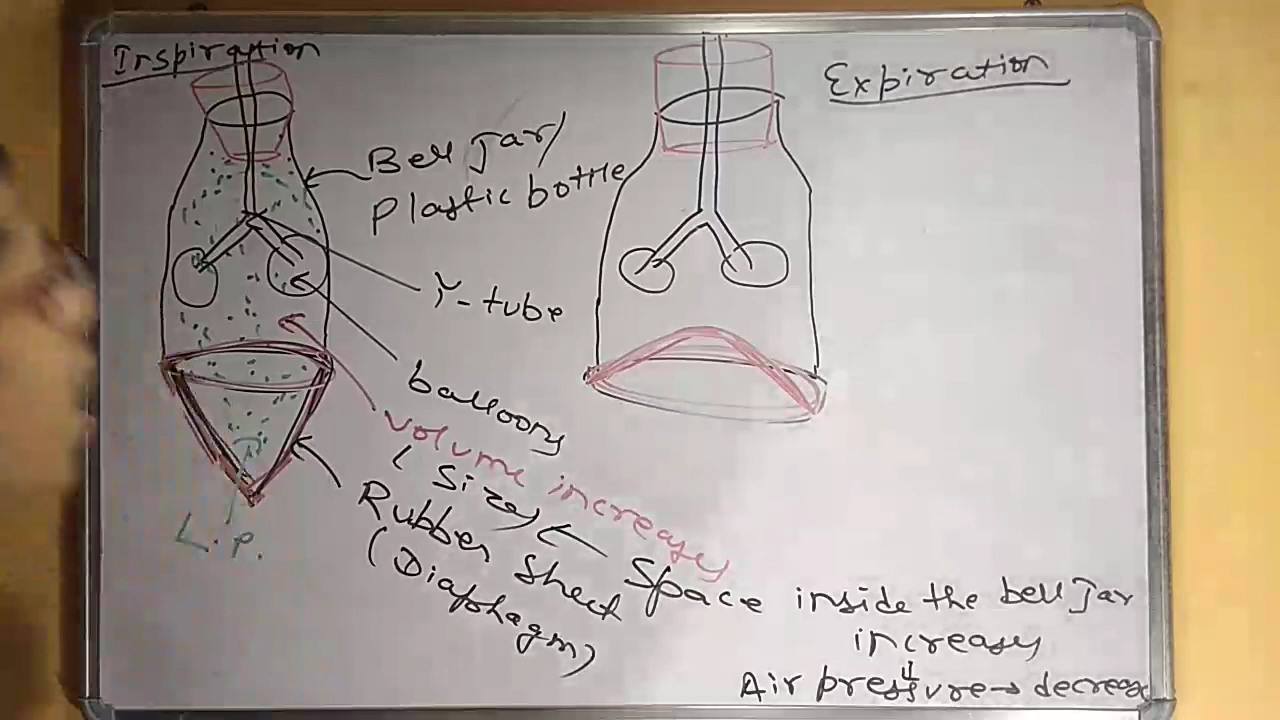 Inspiration
Expiration
Bell Jar/
Plastic bottle
Y-tube
balloons
volume increases
(Size)
Rubber Sheet
(Diaphagm)
L.P.
Space inside the bell Jar
increases
Air pressure → decrease